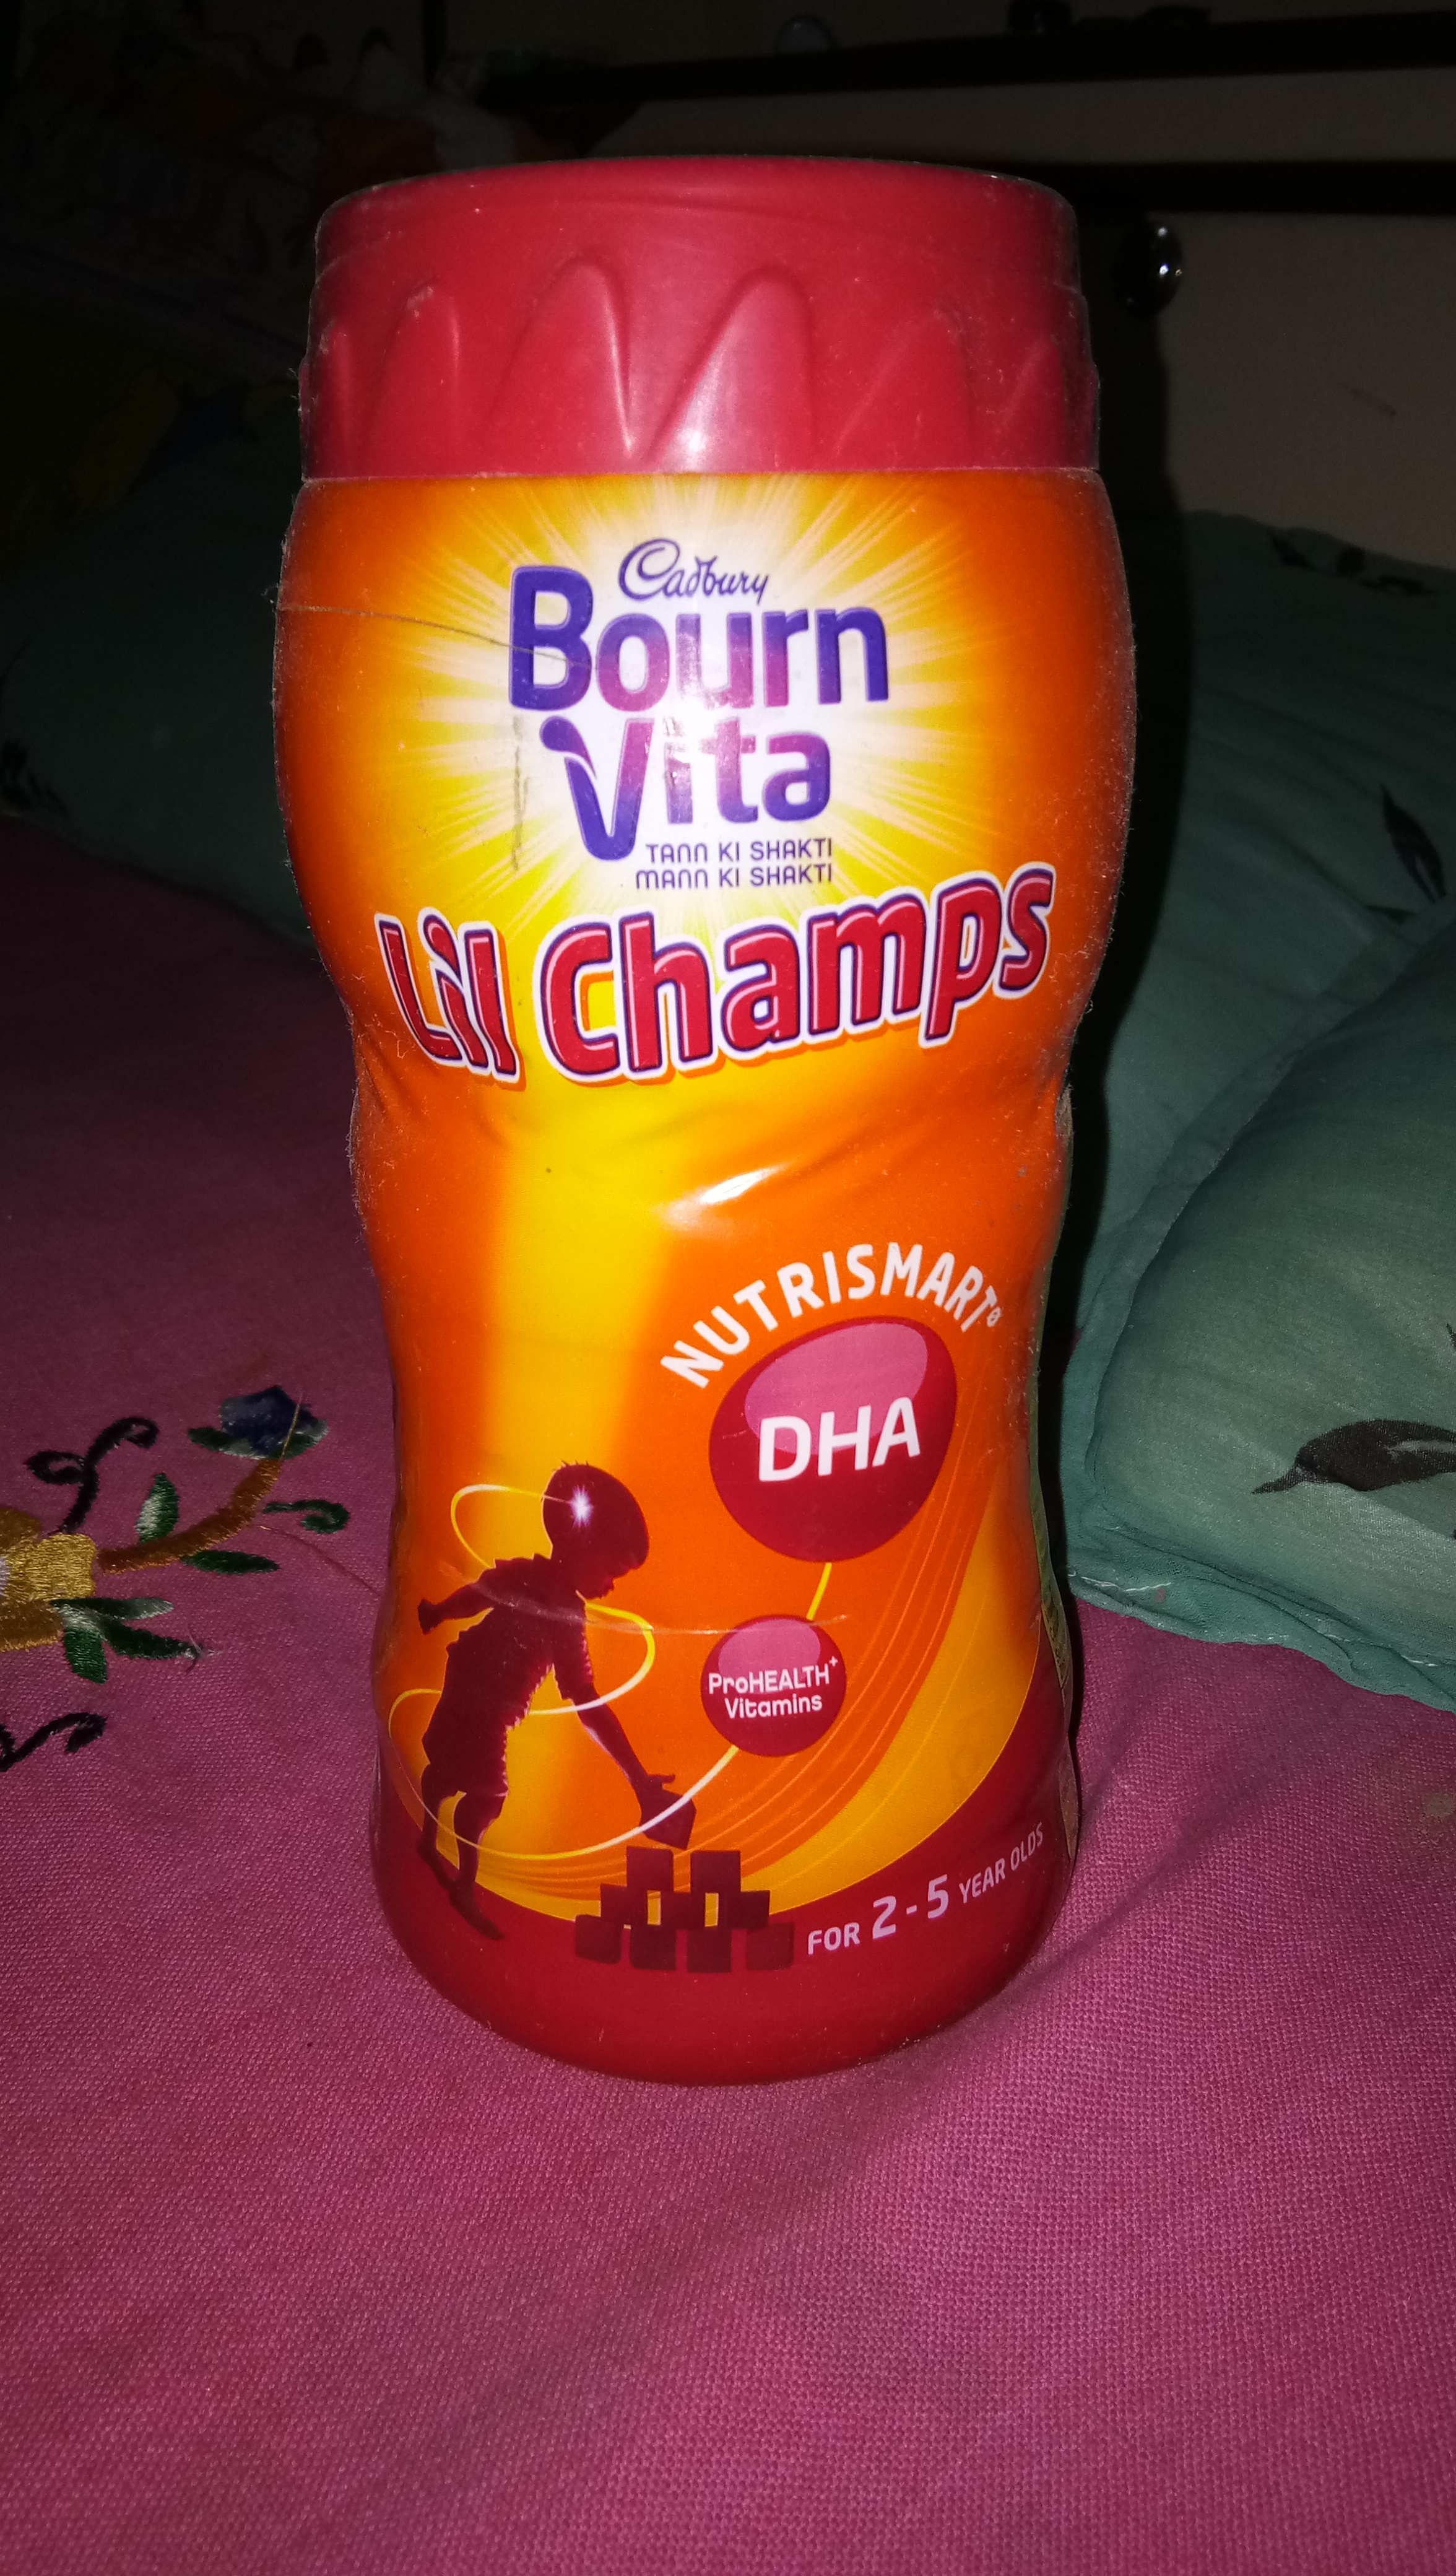 Cadbury
Bourn
Vita
TANN KI SHAKTI
MANN KI SHAKTI
Lil Champs
NUTRISMART®
DHA
ProHEALTH+
Vitamins
FOR 2-5 YEAR OLDS